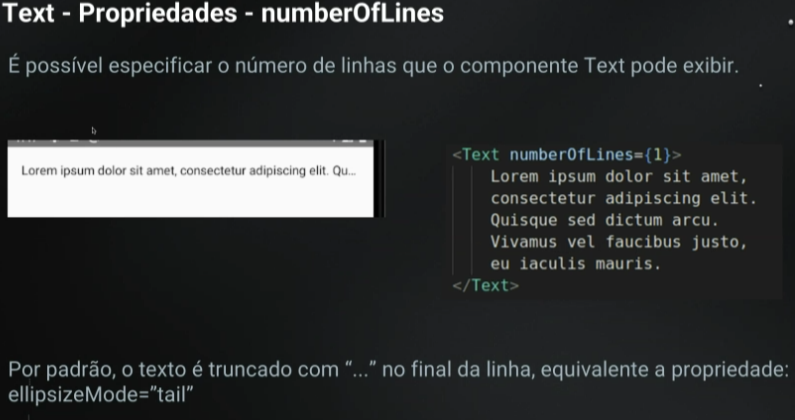 Text - Propriedades - numberOfLines
É possível especificar o número de linhas que o componente Text pode exibir.
Lorem ipsum dolor sit amet, consectetur adipiscing elit. Qu...
<Text numberOfLines={1}>
Lorem ipsum dolor sit amet,
consectetur adipiscing elit.
Quisque sed dictum arcu.
Vivamus vel faucibus justo,
eu iaculis mauris.
</Text>
Por padrão, o texto é truncado com “...” no final da linha, equivalente a propriedade:
ellipsizeMode=”tail”